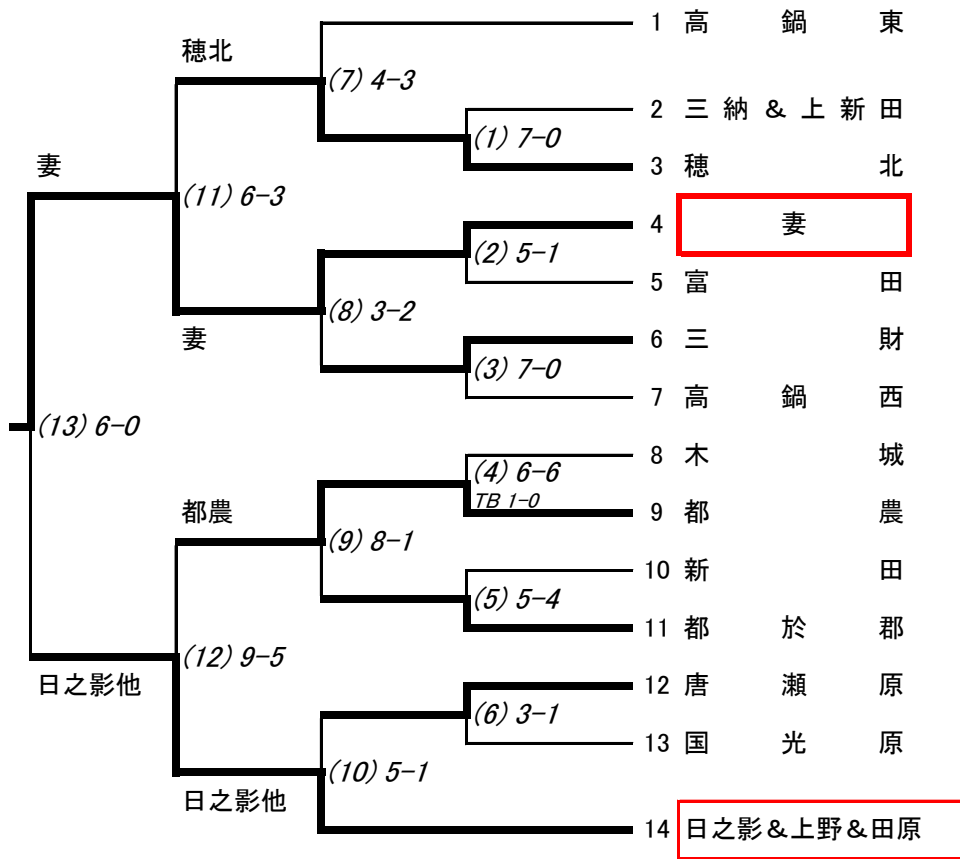 1 高鍋東
穂北
(7) 4-3
2 三納&上新田
(1) 7-0
妻
3 穂北
(11) 6-3
4 妻
(2) 5-1
5 富田
(8) 3-2
妻
6 三財
(3) 7-0
7 高鍋西
(13) 6-0
8 木城
(4) 6-6
TB 1-0
都農
9 都農
(9) 8-1
10 新田
(5) 5-4
11 都於郡
(12) 9-5
日之影他
12 唐瀬原
(6) 3-1
13 国光原
(10) 5-1
日之影他
14 日之影&上野&田原